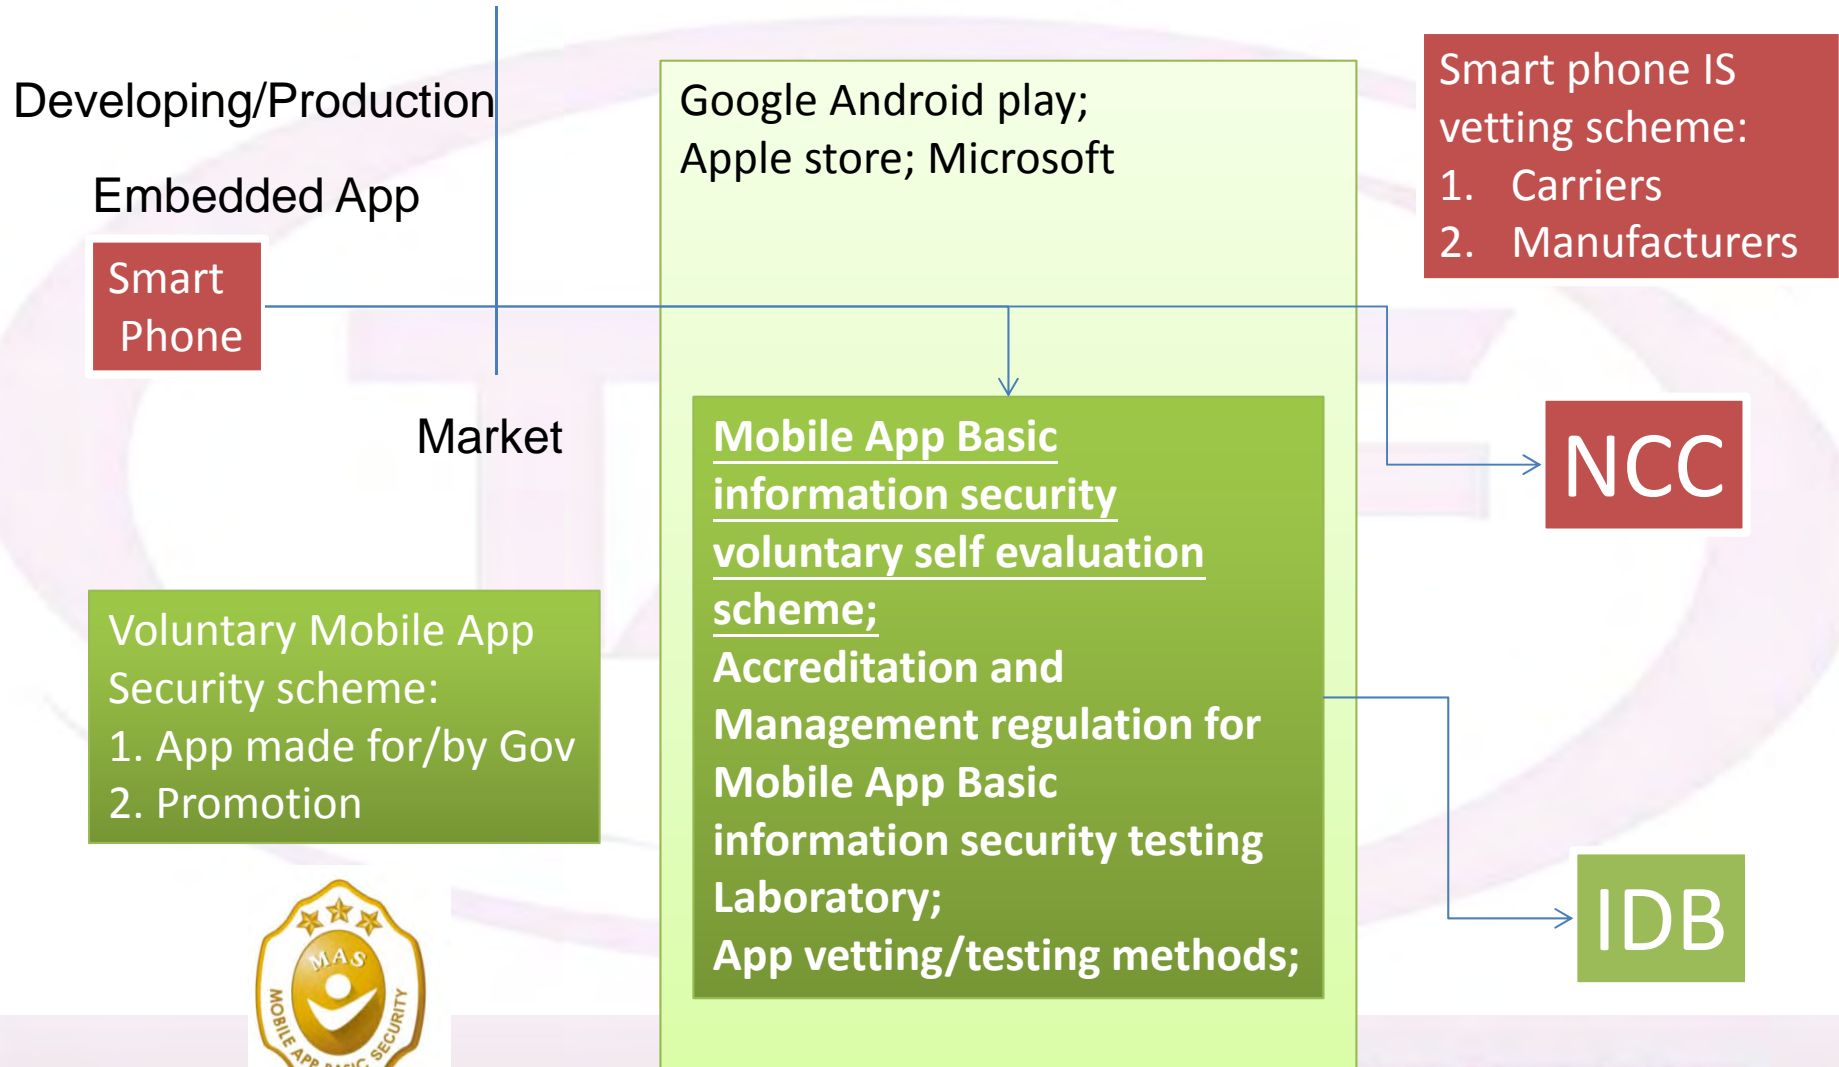 Developing/Production
Embedded App
Smart
Phone
Market
Google Android play;
Apple store; Microsoft
Smart phone IS
vetting scheme:
1. Carriers
2. Manufacturers
Mobile App Basic
information security
voluntary self evaluation
scheme;
Accreditation and
Management regulation for
Mobile App Basic
information security testing
Laboratory;
App vetting/testing methods;
NCC
IDB
Voluntary Mobile App
Security scheme:
1. App made for/by Gov
2. Promotion
MAS
MOBILE APP BASIC SECURITY